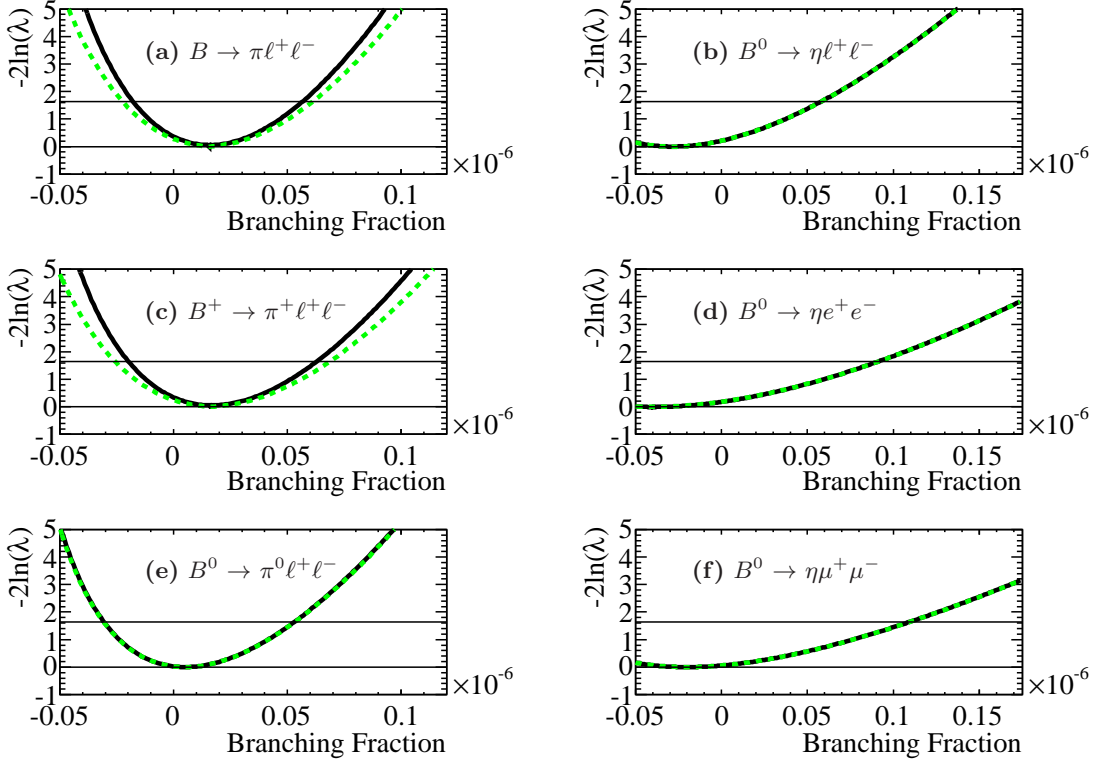 -2ln(λ)
5
4
3
2
1
0
-1
(a) B → πℓ⁺ℓ⁻
×10⁻⁶
-0.05 0 0.05 0.1
Branching Fraction
-2ln(λ)
5
4
3
2
1
0
-1
(b) B⁰ → ηℓ⁺ℓ⁻
×10⁻⁶
-0.05 0 0.05 0.1 0.15
Branching Fraction
-2ln(λ)
5
4
3
2
1
0
-1
(c) B⁺ → π⁺ℓ⁺ℓ⁻
×10⁻⁶
-0.05 0 0.05 0.1
Branching Fraction
-2ln(λ)
5
4
3
2
1
0
-1
(d) B⁰ → ηe⁺e⁻
×10⁻⁶
-0.05 0 0.05 0.1 0.15
Branching Fraction
-2ln(λ)
5
4
3
2
1
0
-1
(e) B⁰ → π⁰ℓ⁺ℓ⁻
×10⁻⁶
-0.05 0 0.05 0.1
Branching Fraction
-2ln(λ)
5
4
3
2
1
0
-1
(f) B⁰ → ημ⁺μ⁻
×10⁻⁶
-0.05 0 0.05 0.1 0.15
Branching Fraction